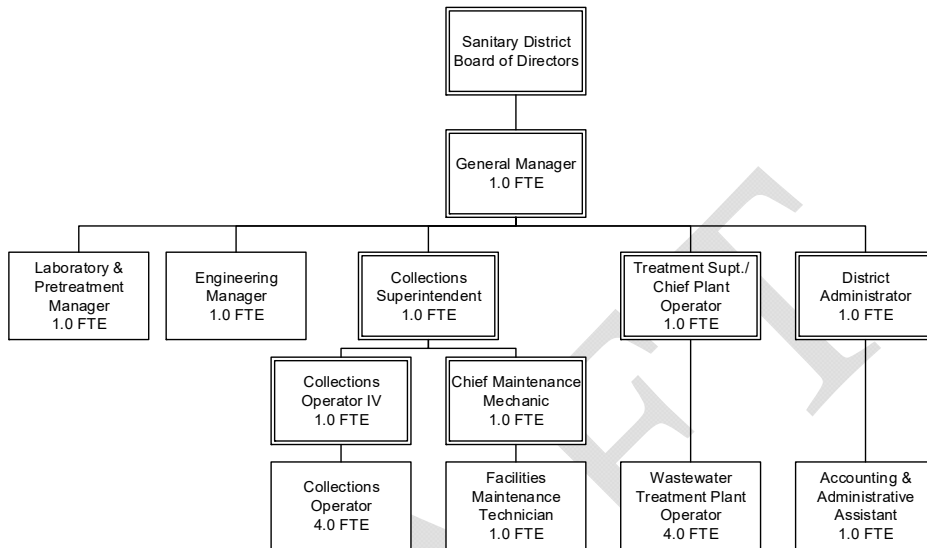 Sanitary District
Board of Directors
General Manager
1.0 FTE
Laboratory &
Pretreatment
Manager
1.0 FTE
Engineering
Manager
1.0 FTE
Collections
Superintendent
1.0 FTE
Treatment Supt./
Chief Plant
Operator
1.0 FTE
District
Administrator
1.0 FTE
Collections
Operator IV
1.0 FTE
Chief Maintenance
Mechanic
1.0 FTE
Collections
Operator
4.0 FTE
Facilities
Maintenance
Technician
1.0 FTE
Wastewater
Treatment Plant
Operator
4.0 FTE
Accounting &
Administrative
Assistant
1.0 FTE